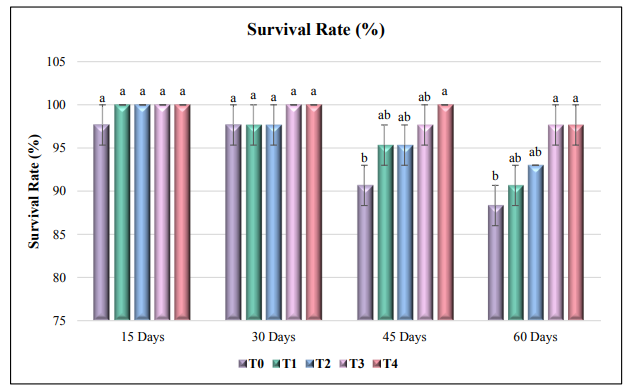 Survival Rate (%)
Survival Rate (%)
105
100
95
90
85
80
75
a a a a a
a a a a a
b ab ab ab a
b ab ab a a
15 Days 30 Days 45 Days 60 Days
T0 T1 T2 T3 T4